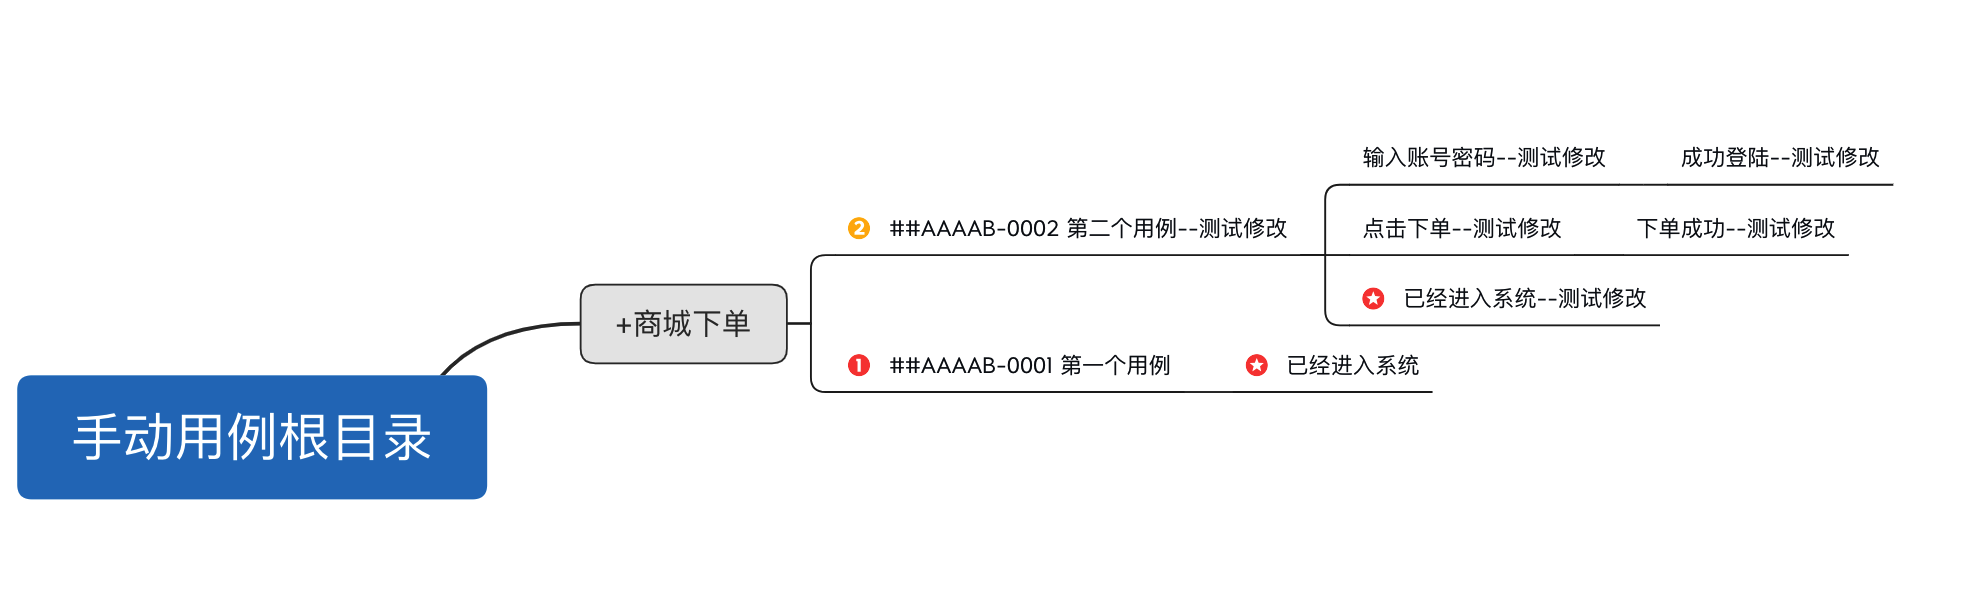 手动用例根目录
+商城下单
2 ##AAAAB-0002 第二个用例--测试修改
输入账号密码--测试修改
成功登陆--测试修改
点击下单--测试修改
下单成功--测试修改
已经进入系统--测试修改
1 ##AAAAB-0001 第一个用例
已经进入系统